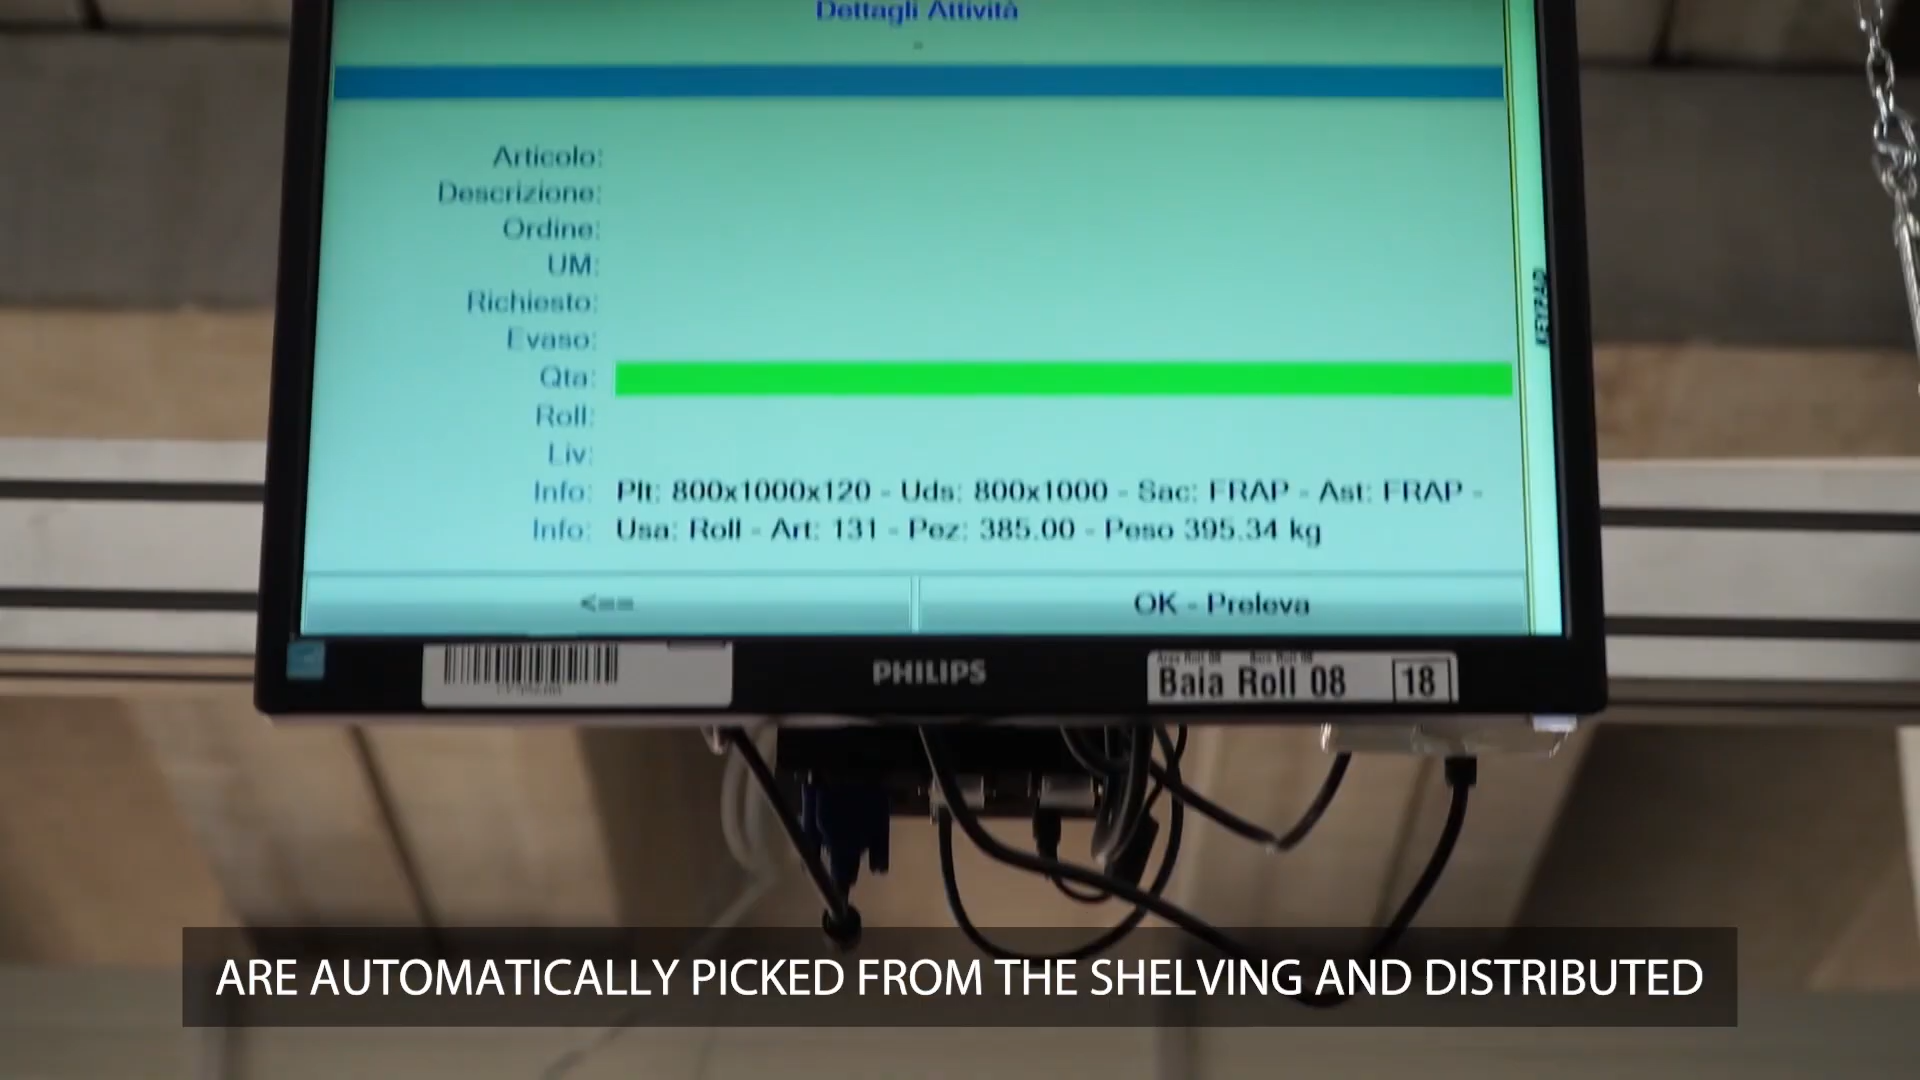 Dettagli Attività
Articolo:
Descrizione:
Ordine:
UM:
Richiesto:
Evaso:
Qta:
Roll:
Liv:
Info: Plt: 800x1000x120 - Uds: 800x1000 - Sac: FRAP - Ast: FRAP -
Info: Usa: Roll - Art: 131 - Pez: 385.00 - Peso 395.34 kg
<== OK - Preleva
KEYPAD
PHILIPS
Baia Roll 08 18
ARE AUTOMATICALLY PICKED FROM THE SHELVING AND DISTRIBUTED